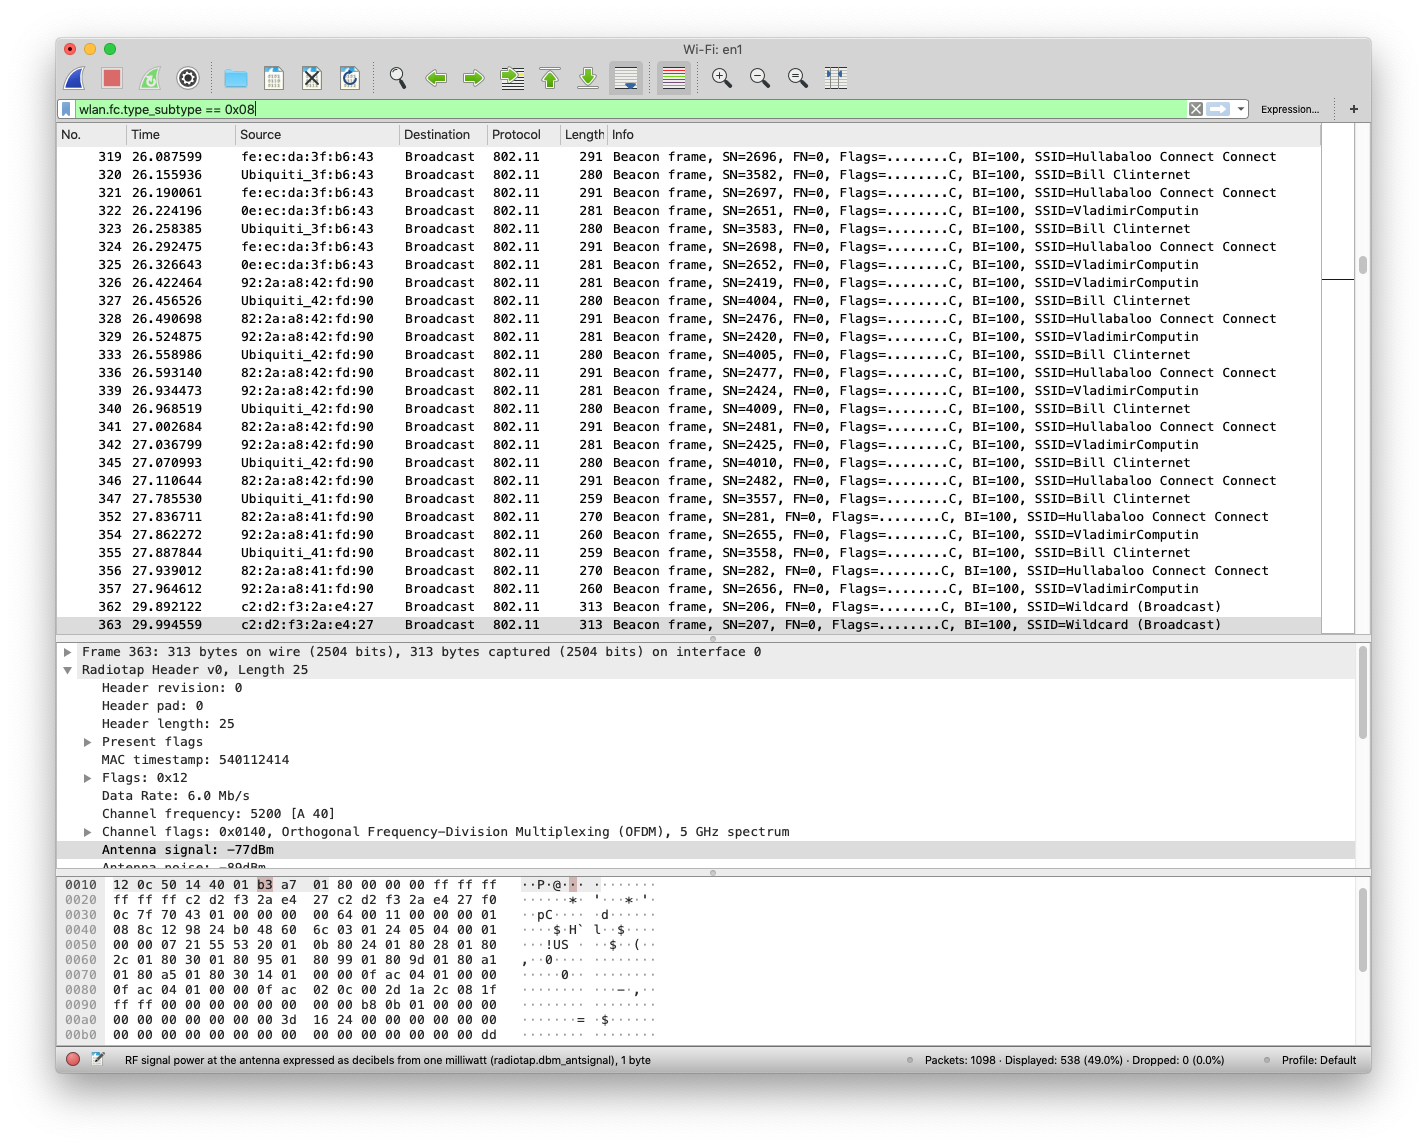 Wi-Fi: en1
wlan.fc.type_subtype == 0x08
Expression... +
No. Time Source Destination Protocol Length Info
319 26.087599 fe:ec:da:3f:b6:43 Broadcast 802.11 291 Beacon frame, SN=2696, FN=0, Flags=........C, BI=100, SSID=Hullabaloo Connect Connect
320 26.155936 Ubiquiti_3f:b6:43 Broadcast 802.11 280 Beacon frame, SN=3582, FN=0, Flags=........C, BI=100, SSID=Bill Clinternet
321 26.190061 fe:ec:da:3f:b6:43 Broadcast 802.11 291 Beacon frame, SN=2697, FN=0, Flags=........C, BI=100, SSID=Hullabaloo Connect Connect
322 26.224196 0e:ec:da:3f:b6:43 Broadcast 802.11 281 Beacon frame, SN=2651, FN=0, Flags=........C, BI=100, SSID=VladimirComputin
323 26.258385 Ubiquiti_3f:b6:43 Broadcast 802.11 280 Beacon frame, SN=3583, FN=0, Flags=........C, BI=100, SSID=Bill Clinternet
324 26.292475 fe:ec:da:3f:b6:43 Broadcast 802.11 291 Beacon frame, SN=2698, FN=0, Flags=........C, BI=100, SSID=Hullabaloo Connect Connect
325 26.326643 0e:ec:da:3f:b6:43 Broadcast 802.11 281 Beacon frame, SN=2652, FN=0, Flags=........C, BI=100, SSID=VladimirComputin
326 26.422464 92:2a:a8:42:fd:90 Broadcast 802.11 281 Beacon frame, SN=2419, FN=0, Flags=........C, BI=100, SSID=VladimirComputin
327 26.456526 Ubiquiti_42:fd:90 Broadcast 802.11 280 Beacon frame, SN=4004, FN=0, Flags=........C, BI=100, SSID=Bill Clinternet
328 26.490698 82:2a:a8:42:fd:90 Broadcast 802.11 291 Beacon frame, SN=2476, FN=0, Flags=........C, BI=100, SSID=Hullabaloo Connect Connect
329 26.524875 92:2a:a8:42:fd:90 Broadcast 802.11 281 Beacon frame, SN=2420, FN=0, Flags=........C, BI=100, SSID=VladimirComputin
333 26.558986 Ubiquiti_42:fd:90 Broadcast 802.11 280 Beacon frame, SN=4005, FN=0, Flags=........C, BI=100, SSID=Bill Clinternet
336 26.593140 82:2a:a8:42:fd:90 Broadcast 802.11 291 Beacon frame, SN=2477, FN=0, Flags=........C, BI=100, SSID=Hullabaloo Connect Connect
339 26.934473 92:2a:a8:42:fd:90 Broadcast 802.11 281 Beacon frame, SN=2424, FN=0, Flags=........C, BI=100, SSID=VladimirComputin
340 26.968519 Ubiquiti_42:fd:90 Broadcast 802.11 280 Beacon frame, SN=4009, FN=0, Flags=........C, BI=100, SSID=Bill Clinternet
341 27.002684 82:2a:a8:42:fd:90 Broadcast 802.11 291 Beacon frame, SN=2481, FN=0, Flags=........C, BI=100, SSID=Hullabaloo Connect Connect
342 27.036799 92:2a:a8:42:fd:90 Broadcast 802.11 281 Beacon frame, SN=2425, FN=0, Flags=........C, BI=100, SSID=VladimirComputin
345 27.070993 Ubiquiti_42:fd:90 Broadcast 802.11 280 Beacon frame, SN=4010, FN=0, Flags=........C, BI=100, SSID=Bill Clinternet
346 27.110644 82:2a:a8:42:fd:90 Broadcast 802.11 291 Beacon frame, SN=2482, FN=0, Flags=........C, BI=100, SSID=Hullabaloo Connect Connect
347 27.785530 Ubiquiti_41:fd:90 Broadcast 802.11 259 Beacon frame, SN=3557, FN=0, Flags=........C, BI=100, SSID=Bill Clinternet
352 27.836711 82:2a:a8:41:fd:90 Broadcast 802.11 270 Beacon frame, SN=281, FN=0, Flags=........C, BI=100, SSID=Hullabaloo Connect Connect
354 27.862272 92:2a:a8:41:fd:90 Broadcast 802.11 260 Beacon frame, SN=2655, FN=0, Flags=........C, BI=100, SSID=VladimirComputin
355 27.887844 Ubiquiti_41:fd:90 Broadcast 802.11 259 Beacon frame, SN=3558, FN=0, Flags=........C, BI=100, SSID=Bill Clinternet
356 27.939012 82:2a:a8:41:fd:90 Broadcast 802.11 270 Beacon frame, SN=282, FN=0, Flags=........C, BI=100, SSID=Hullabaloo Connect Connect
357 27.964612 92:2a:a8:41:fd:90 Broadcast 802.11 260 Beacon frame, SN=2656, FN=0, Flags=........C, BI=100, SSID=VladimirComputin
362 29.892122 c2:d2:f3:2a:e4:27 Broadcast 802.11 313 Beacon frame, SN=206, FN=0, Flags=........C, BI=100, SSID=Wildcard (Broadcast)
363 29.994559 c2:d2:f3:2a:e4:27 Broadcast 802.11 313 Beacon frame, SN=207, FN=0, Flags=........C, BI=100, SSID=Wildcard (Broadcast)
Frame 363: 313 bytes on wire (2504 bits), 313 bytes captured (2504 bits) on interface 0
Radiotap Header v0, Length 25
Header revision: 0
Header pad: 0
Header length: 25
Present flags
MAC timestamp: 540112414
Flags: 0x12
Data Rate: 6.0 Mb/s
Channel frequency: 5200 [A 40]
Channel flags: 0x0140, Orthogonal Frequency-Division Multiplexing (OFDM), 5 GHz spectrum
Antenna signal: -77dBm
Antenna noise: -89dBm
0010 12 0c 50 14 40 01 b3 a7 01 80 00 00 00 ff ff ff ··P·@··· ········
0020 ff ff ff c2 d2 f3 2a e4 27 c2 d2 f3 2a e4 27 f0 ······*· '···*·'·
0030 0c 7f 70 43 01 00 00 00 00 64 00 11 00 00 00 01 ··pC···· ·d······
0040 08 8c 12 98 24 b0 48 60 6c 03 01 24 05 04 00 01 ····$·H` l··$····
0050 00 00 07 21 55 53 20 01 0b 80 24 01 80 28 01 80 ···!US · ··$··(··
0060 2c 01 80 30 01 80 95 01 80 99 01 80 9d 01 80 a1 ,··0···· ········
0070 01 80 a5 01 80 30 14 01 00 00 0f ac 04 01 00 00 ·····0·· ········
0080 0f ac 04 01 00 00 0f ac 02 0c 00 2d 1a 2c 08 1f ········ ···-·,··
0090 ff ff 00 00 00 00 00 00 00 00 00 b8 0b 01 00 00 00 ········ ········
00a0 00 00 00 00 00 00 00 3d 16 24 00 00 00 00 00 00 ·······= ·$······
00b0 00 00 00 00 00 00 00 00 00 00 00 00 00 00 00 dd ········ ········
RF signal power at the antenna expressed as decibels from one milliwatt (radiotap.dbm_antsignal), 1 byte
Packets: 1098 · Displayed: 538 (49.0%) · Dropped: 0 (0.0%)
Profile: Default